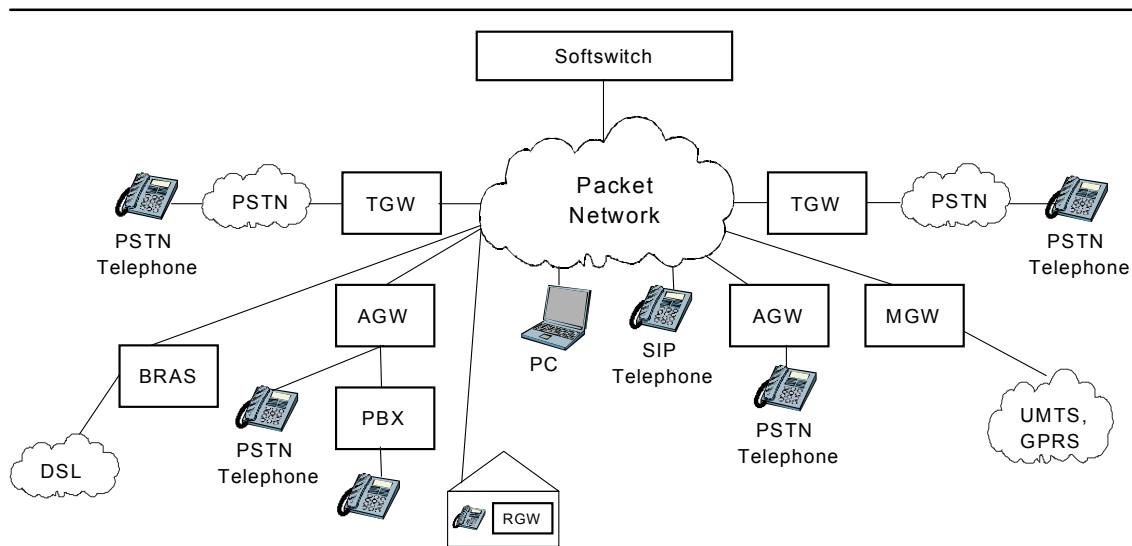 Softswitch
Packet
Network
PSTN
TGW
TGW
PSTN
PSTN
Telephone
PSTN
Telephone
AGW
AGW
MGW
SIP
Telephone
PC
BRAS
PBX
PSTN
Telephone
PSTN
Telephone
UMTS,
GPRS
DSL
RGW